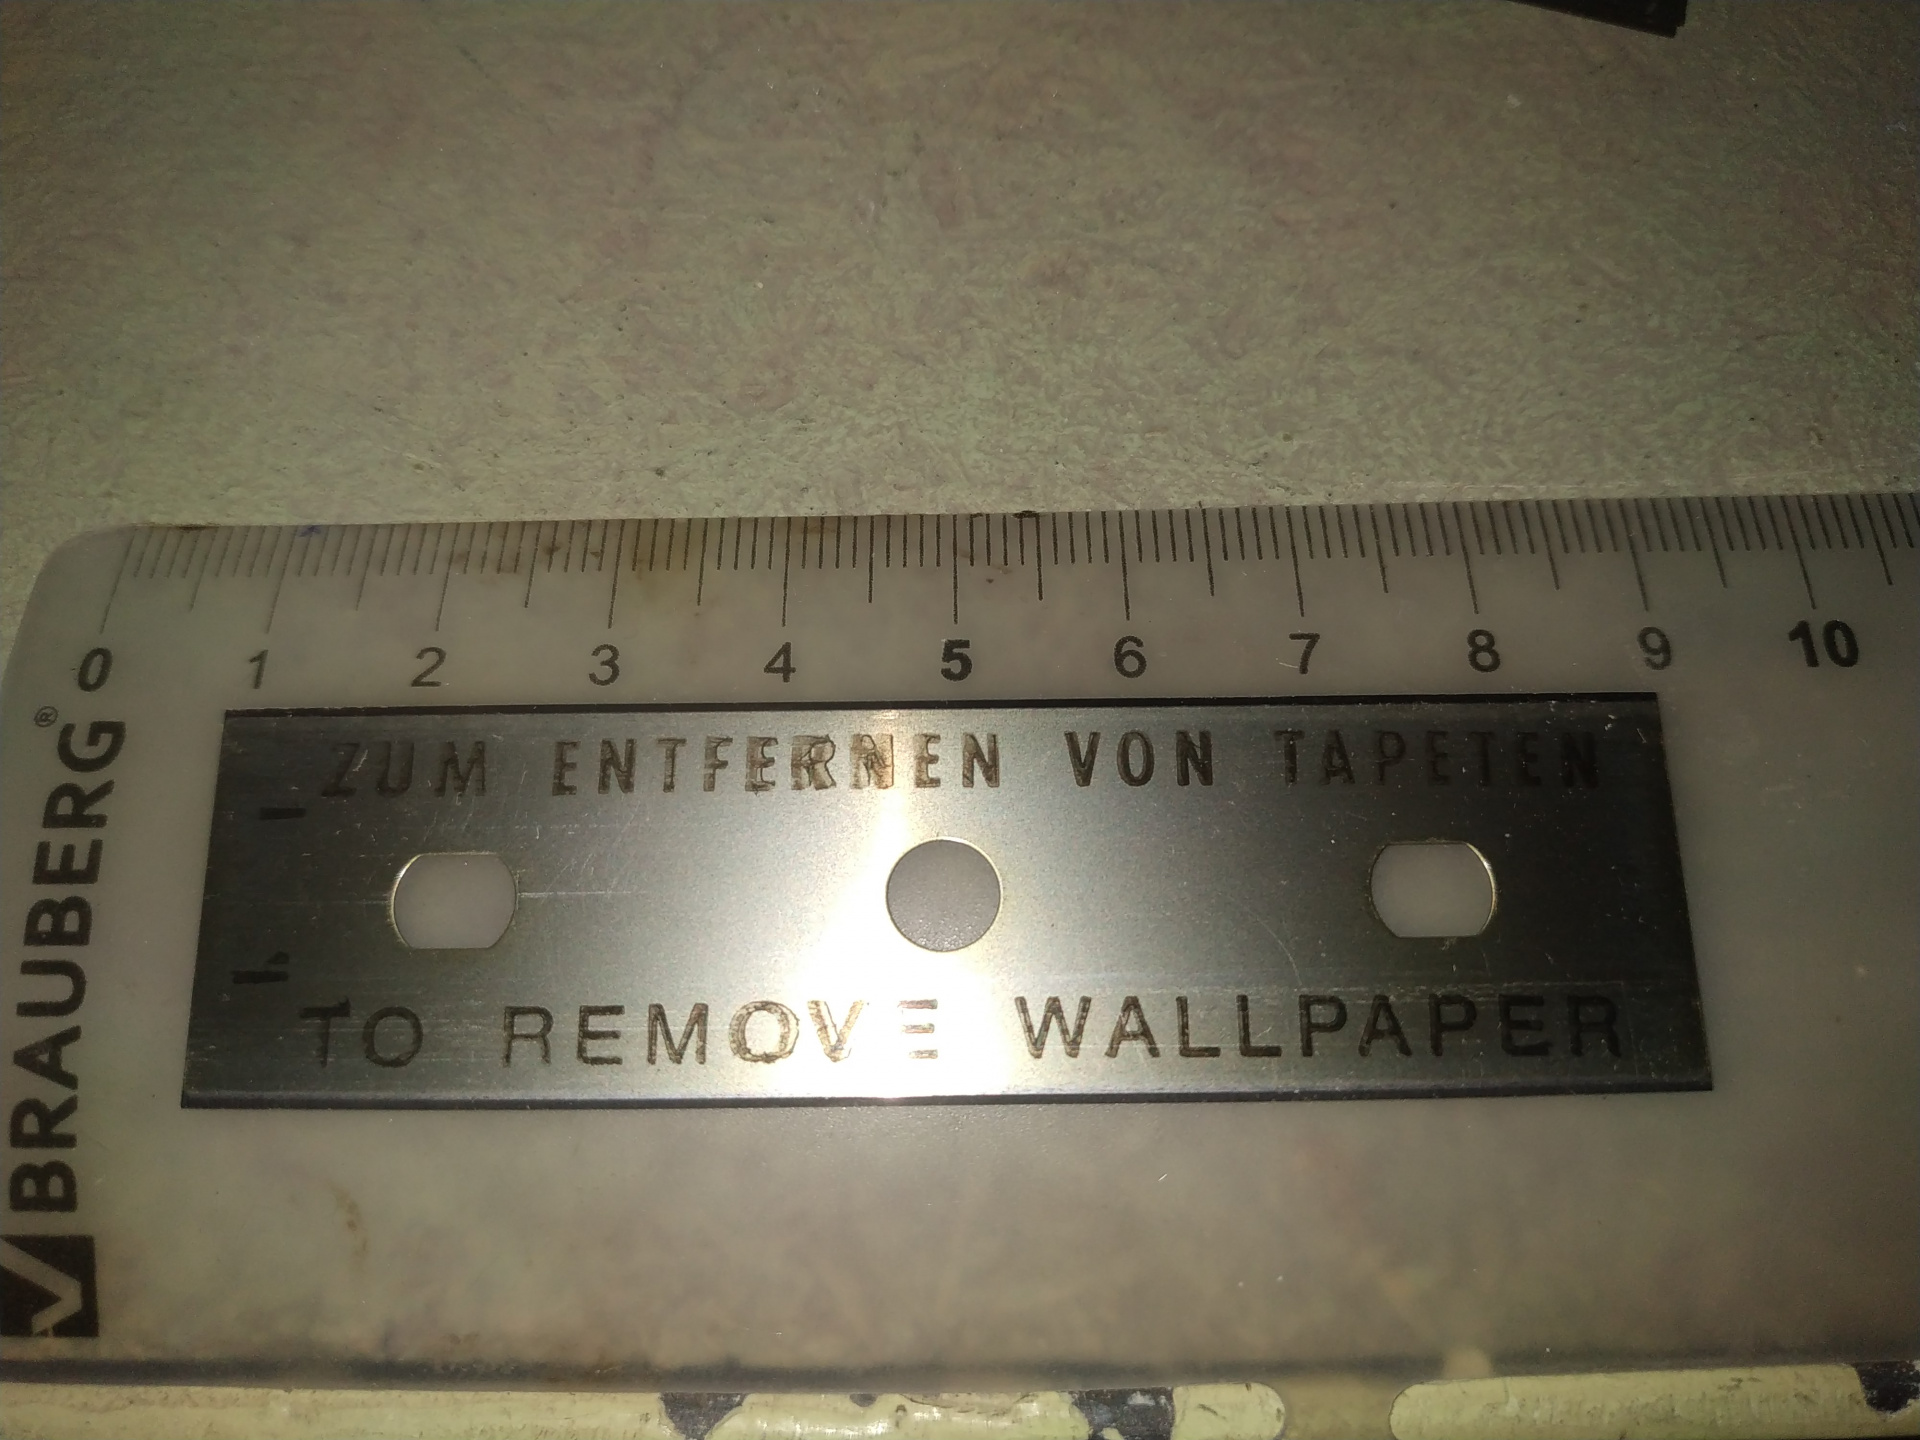 0 1 2 3 4 5 6 7 8 9 10
BRAUBERG®
ZUM ENTFERNEN VON TAPETEN
TO REMOVE WALLPAPER